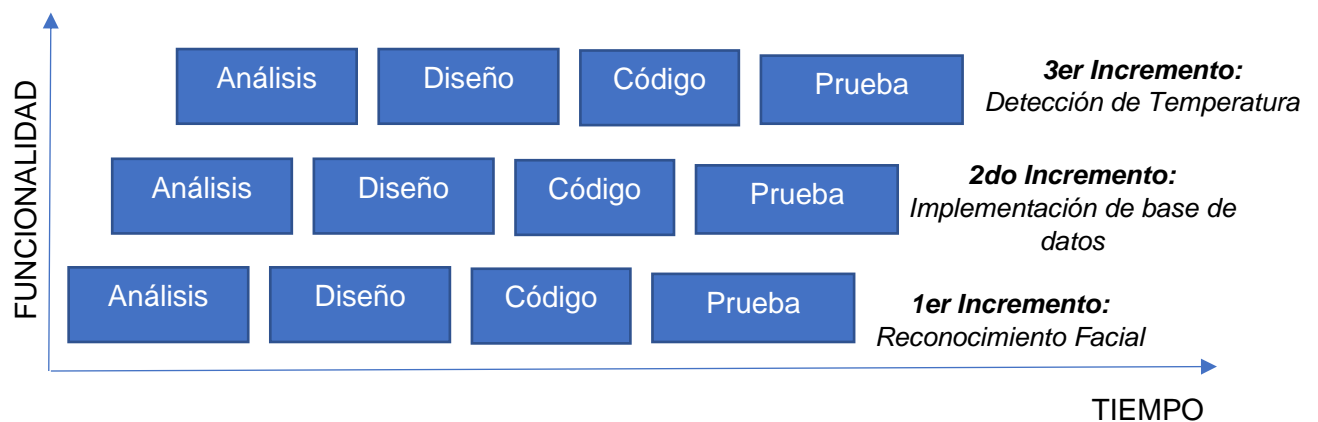 FUNCIONALIDAD
Análisis Diseño Código Prueba
3er Incremento:
Detección de Temperatura
Análisis Diseño Código Prueba
2do Incremento:
Implementación de base de
datos
Análisis Diseño Código Prueba
1er Incremento:
Reconocimiento Facial
TIEMPO